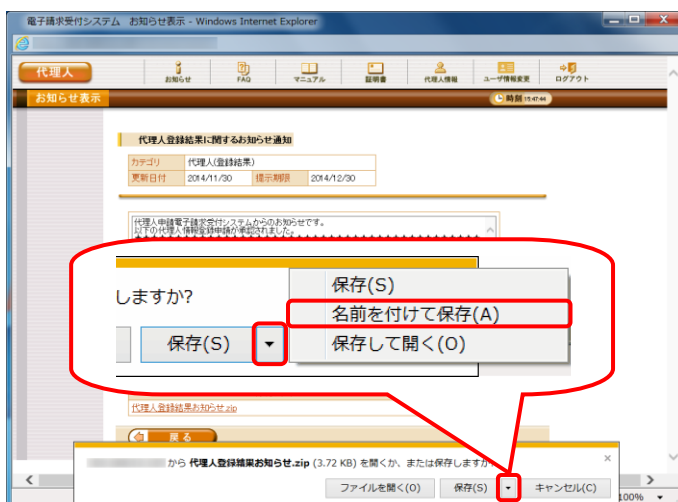 電子請求受付システム　お知らせ表示 - Windows Internet Explorer
代理人
お知らせ
FAQ
マニュアル
証明書
代理人情報
ユーザ情報変更
ログアウト
お知らせ表示
時刻 15:47:44
代理人登録結果に関するお知らせ通知
カテゴリ 代理人(登録結果)
更新日付 2014/11/30 提示期限 2014/12/30
代理人申請電子請求受付システムからのお知らせです。
以下の代理人情報登録申請が承認されました。
しますか?
保存(S)
保存(S)
名前を付けて保存(A)
保存して開く(O)
代理人登録結果お知らせ.zip
戻る
から 代理人登録結果お知らせ.zip (3.72 KB) を開くか、または保存しますか
ファイルを開く(O) 保存(S) キャンセル(C)
100%